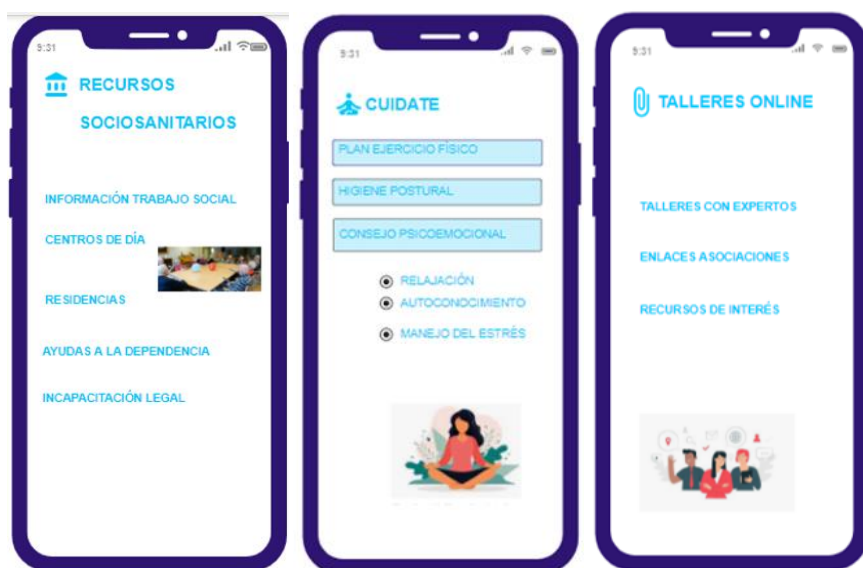 9:31
RECURSOS
SOCIOSANITARIOS
INFORMACIÓN TRABAJO SOCIAL
CENTROS DE DÍA
RESIDENCIAS
AYUDAS A LA DEPENDENCIA
INCAPACITACIÓN LEGAL
9:31
CUIDATE
PLAN EJERCICIO FÍSICO
HIGIENE POSTURAL
CONSEJO PSICOEMOCIONAL
RELAJACIÓN
AUTOCONOCIMIENTO
MANEJO DEL ESTRÉS
9:31
TALLERES ONLINE
TALLERES CON EXPERTOS
ENLACES ASOCIACIONES
RECURSOS DE INTERÉS